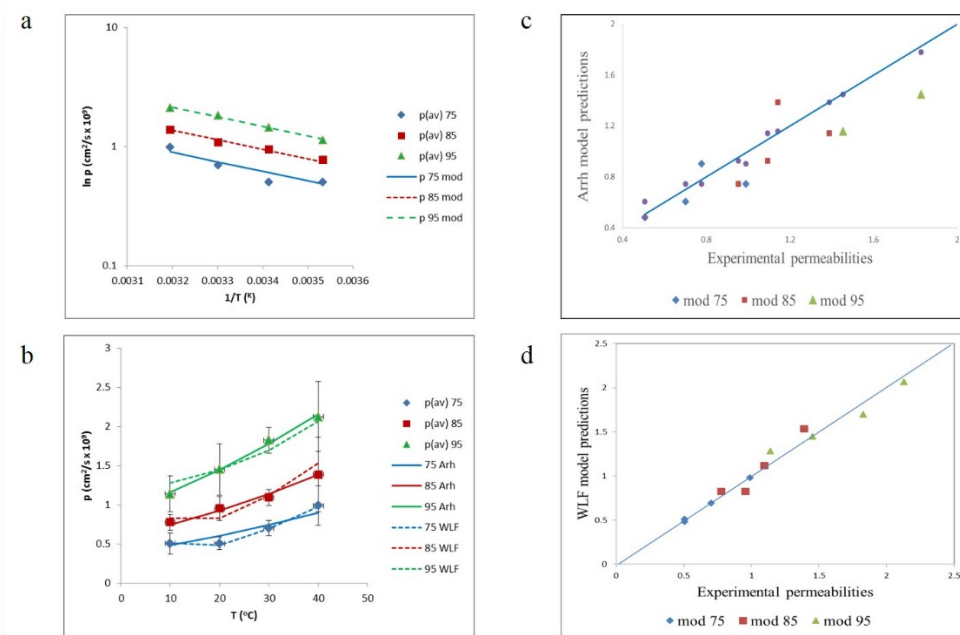 a
ln p (cm²/s x 10⁹)
10
1
0.1
0.0031 0.0032 0.0033 0.0034 0.0035 0.0036
1/T (ᴷ)
p(av) 75
p(av) 85
p(av) 95
p 75 mod
p 85 mod
p 95 mod
b
p (cm²/s x 10⁹)
3
2.5
2
1.5
1
0.5
0
0 10 20 30 40 50
T (°C)
p(av) 75
p(av) 85
p(av) 95
75 Arh
85 Arh
95 Arh
75 WLF
85 WLF
95 WLF
c
Arrh model predictions
2
1.6
1.2
0.8
0.4
0.4 0.8 1.2 1.6 2
Experimental permeabilities
mod 75 mod 85 mod 95
d
WLF model predictions
2.5
2
1.5
1
0.5
0
0 0.5 1 1.5 2 2.5
Experimental permeabilities
mod 75 mod 85 mod 95